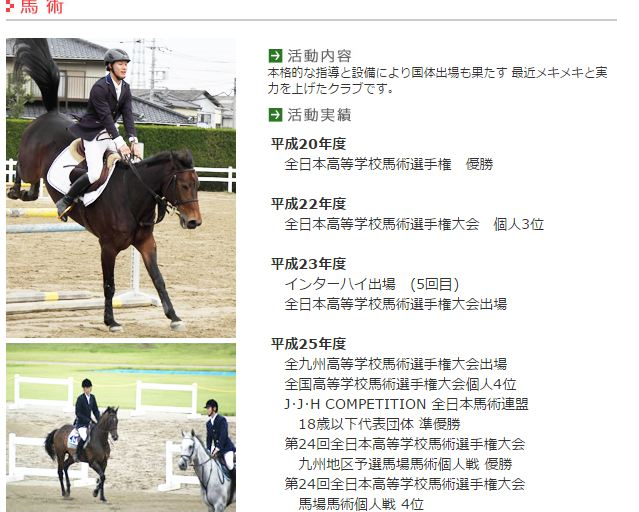 馬 術
活動内容
本格的な指導と設備により国体出場も果たす 最近メキメキと実
力を上げたクラブです。
活動実績
平成20年度
全日本高等学校馬術選手権 優勝
平成22年度
全日本高等学校馬術選手権大会 個人3位
平成23年度
インターハイ出場 (5回目)
全日本高等学校馬術選手権大会出場
平成25年度
全九州高等学校馬術選手権大会出場
全国高等学校馬術選手権大会個人4位
J･J･H COMPETITION 全日本馬術連盟
18歳以下代表団体 準優勝
第24回全日本高等学校馬術選手権大会
九州地区予選馬場馬術個人戦 優勝
第24回全日本高等学校馬術選手権大会
馬場馬術個人戦 4位